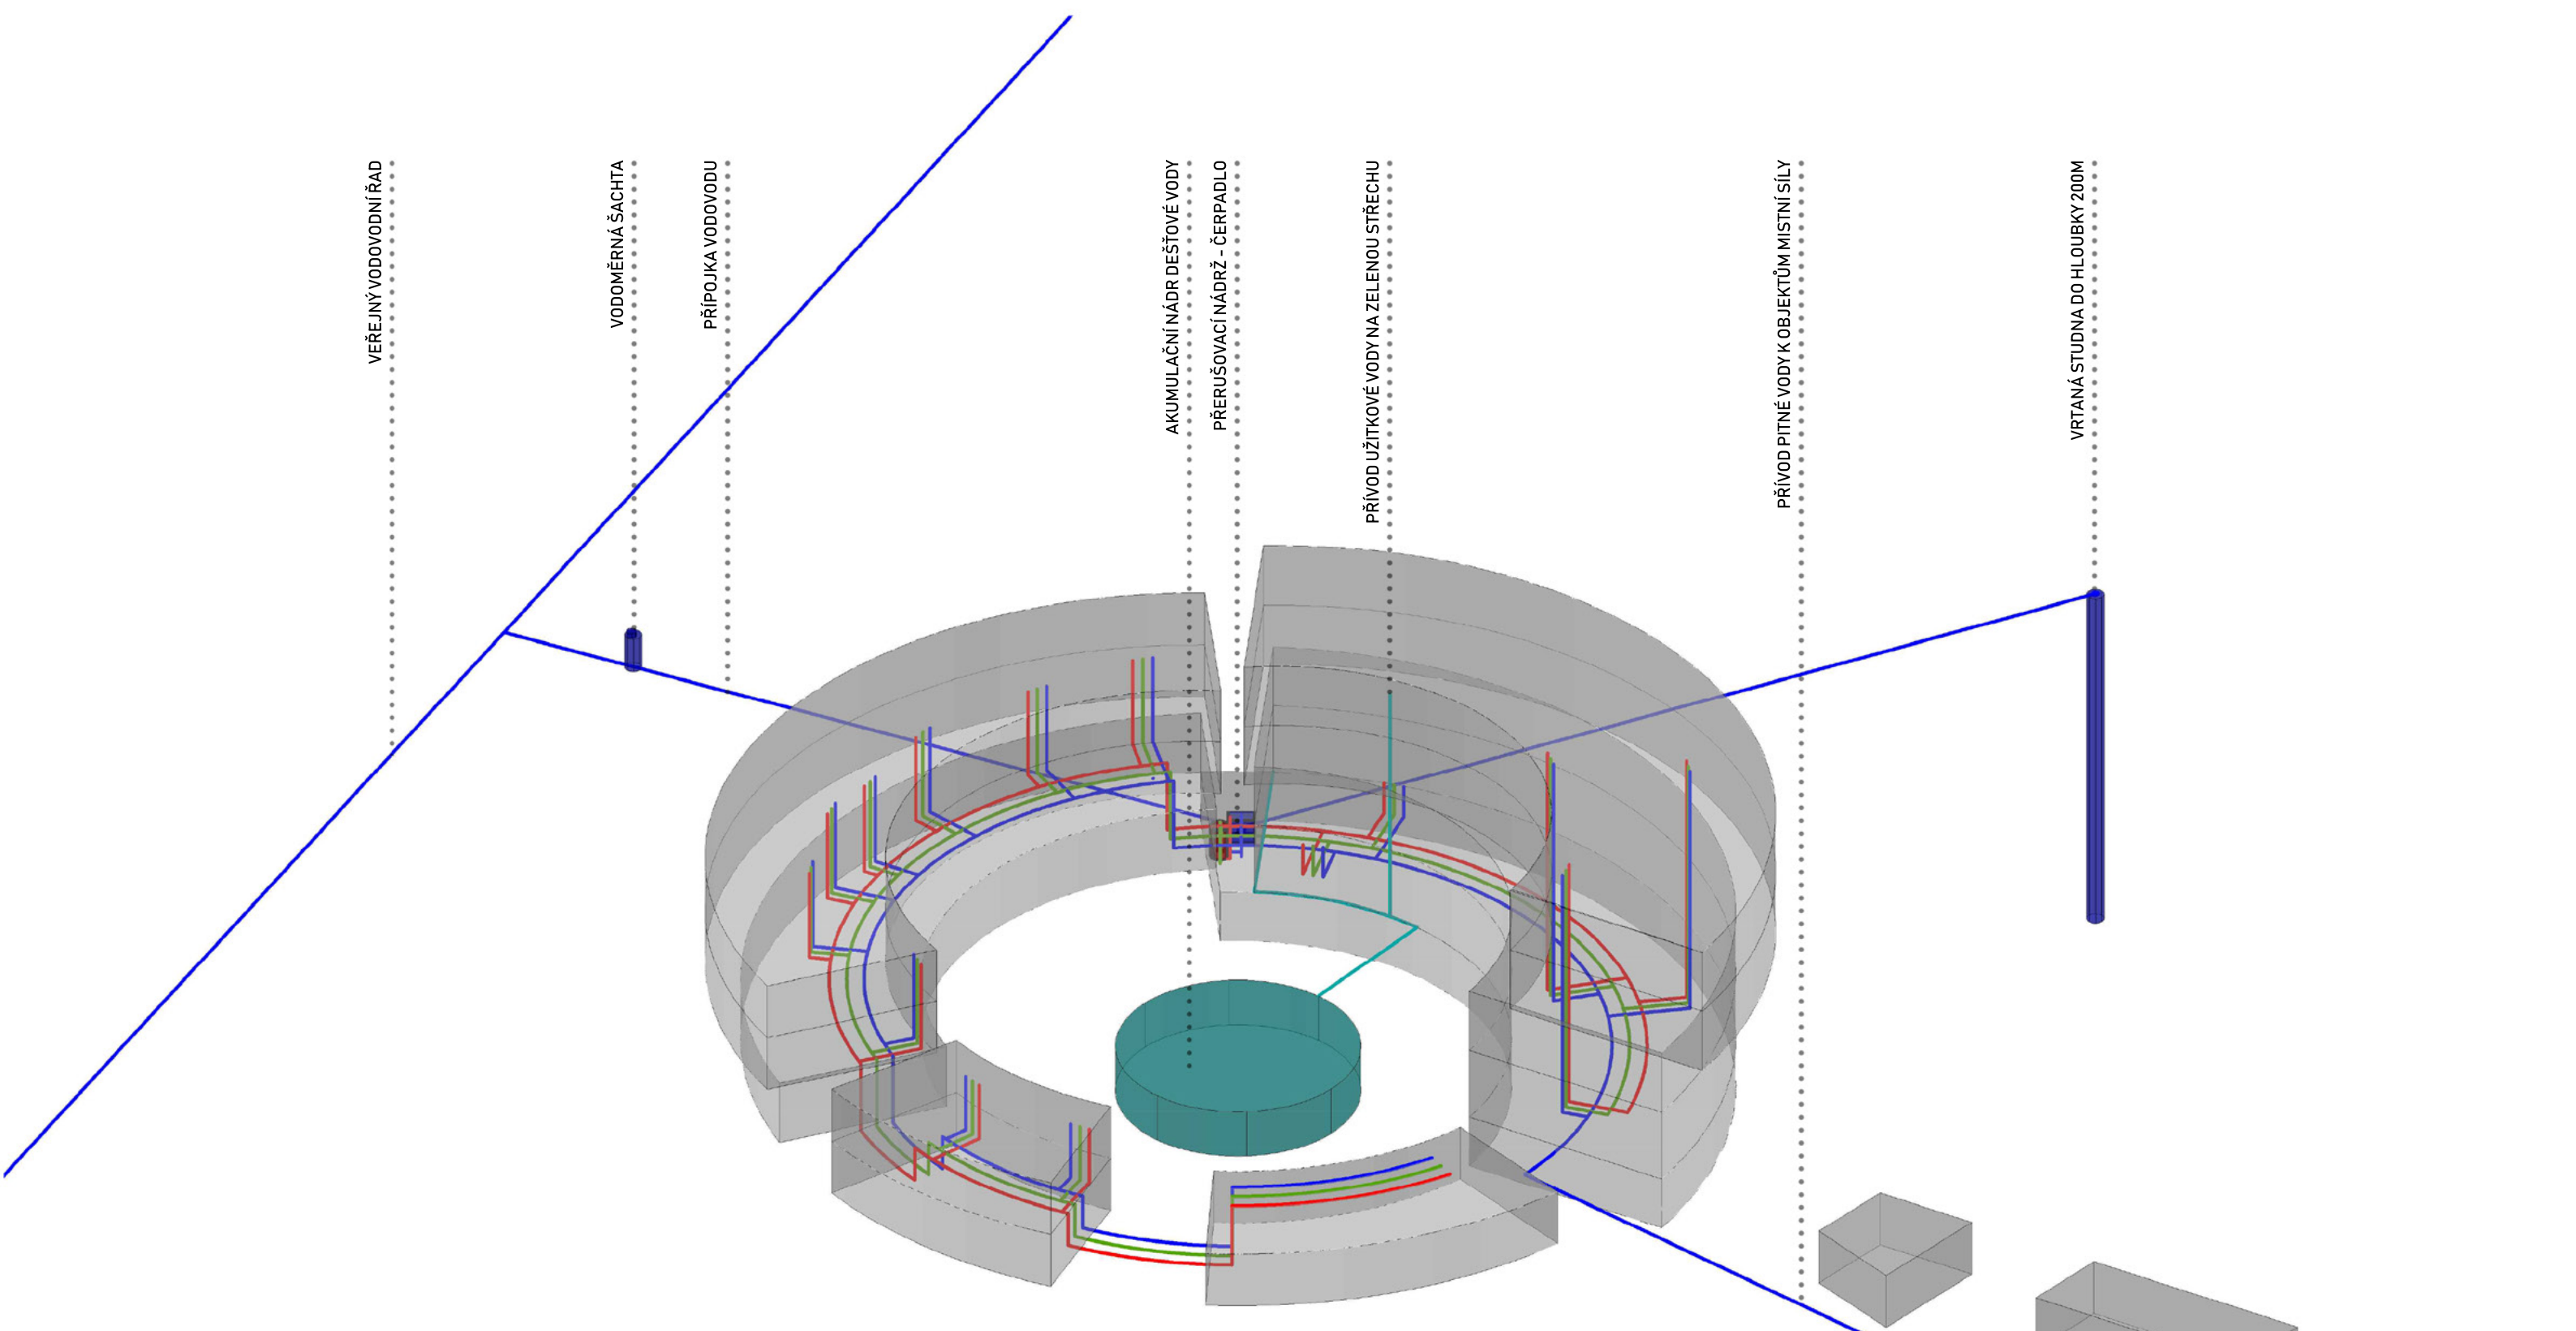 VEŘEJNÝ VODOVODNÍ ŘAD
VODOMĚRNÁ ŠACHTA
PŘÍPOJKA VODOVODU
AKUMULAČNÍ NÁDR DEŠŤOVÉ VODY
PŘERUŠOVACÍ NÁDRŽ - ČERPADLO
PŘÍVOD UŽITKOVÉ VODY NA ZELENOU STŘECHU
PŘÍVOD PITNÉ VODY K OBJEKTŮM MISTNÍ SÍLY
VRTANÁ STUDNA DO HLOUBKY 200M